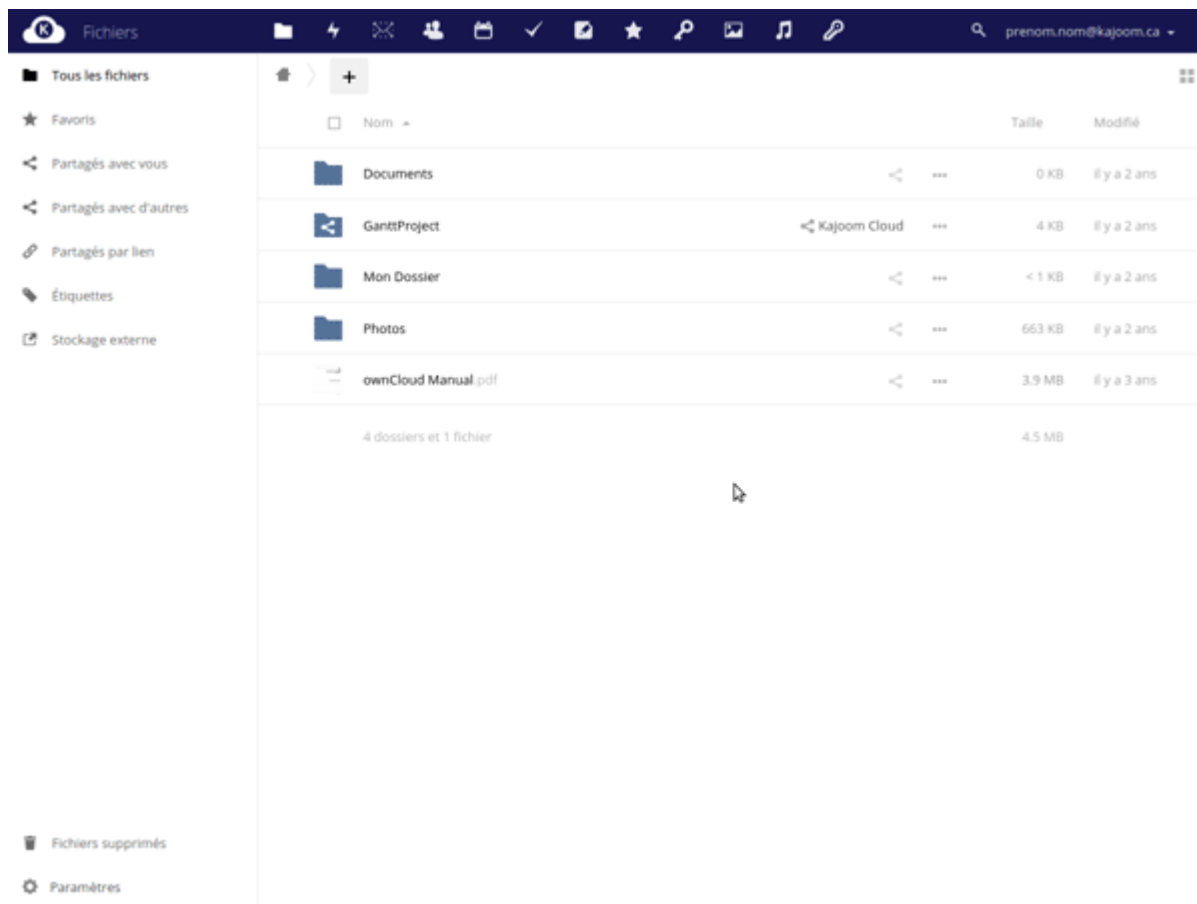 K Fichiers prenom.nom@kajoom.ca
Tous les fichiers
Favoris
Partagés avec vous
Partagés avec d'autres
Partagés par lien
Étiquettes
Stockage externe
+
Nom Taille Modifié
Documents 0 KB il y a 2 ans
GanttProject Kajoom Cloud 4 KB il y a 2 ans
Mon Dossier < 1 KB il y a 2 ans
Photos 663 KB il y a 2 ans
ownCloud Manual.pdf 3.9 MB il y a 3 ans
4 dossiers et 1 fichier 4.5 MB
Fichiers supprimés
Paramètres